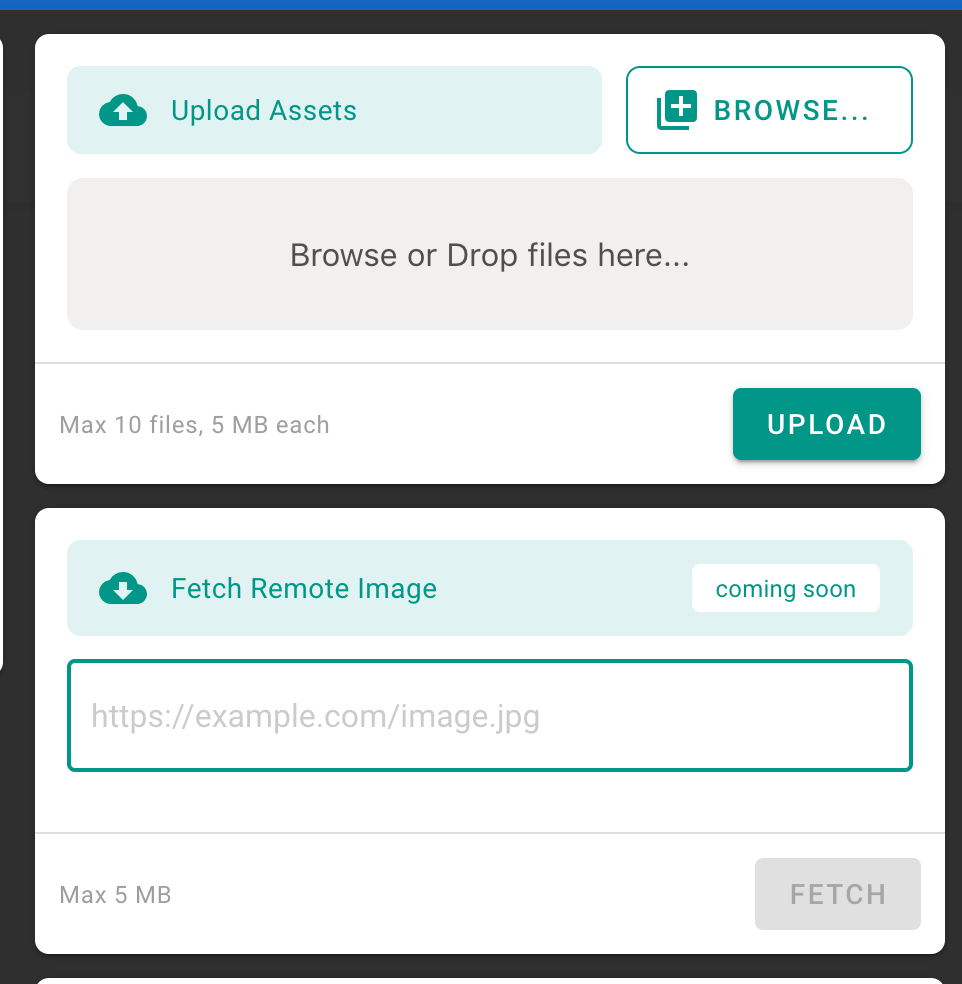 Upload Assets
BROWSE...
Browse or Drop files here...
Max 10 files, 5 MB each
UPLOAD
Fetch Remote Image
coming soon
https://example.com/image.jpg
Max 5 MB
FETCH